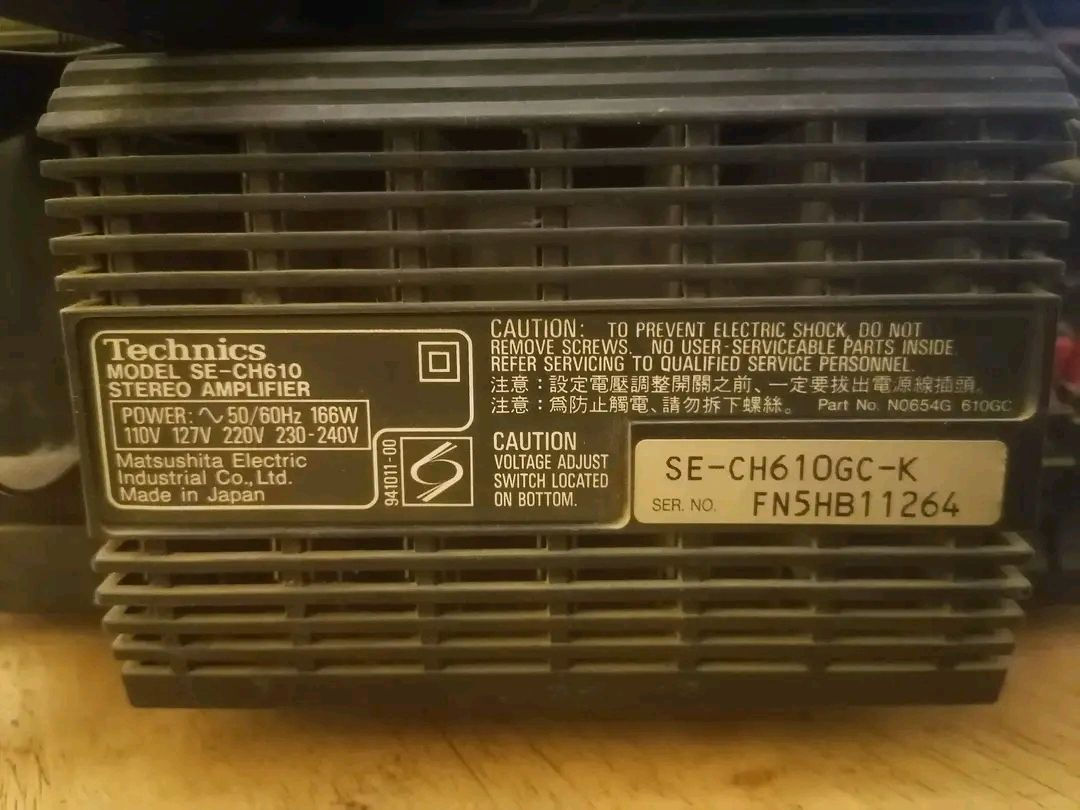 Technics
MODEL SE-CH610
STEREO AMPLIFIER
POWER: ∿ 50/60Hz 166W
110V 127V 220V 230-240V
Matsushita Electric
Industrial Co., Ltd.
Made in Japan
941011-00
CAUTION: TO PREVENT ELECTRIC SHOCK, DO NOT
REMOVE SCREWS. NO USER-SERVICEABLE PARTS INSIDE.
REFER SERVICING TO QUALIFIED SERVICE PERSONNEL.
注意：設定電壓調整開關之前、一定要拔出電源線插頭。
注意：爲防止觸電、請勿拆下螺絲。 Part No. N0654G 610GC
CAUTION
VOLTAGE ADJUST
SWITCH LOCATED
ON BOTTOM.
SE-CH610GC-K
SER. NO. FN5HB11264